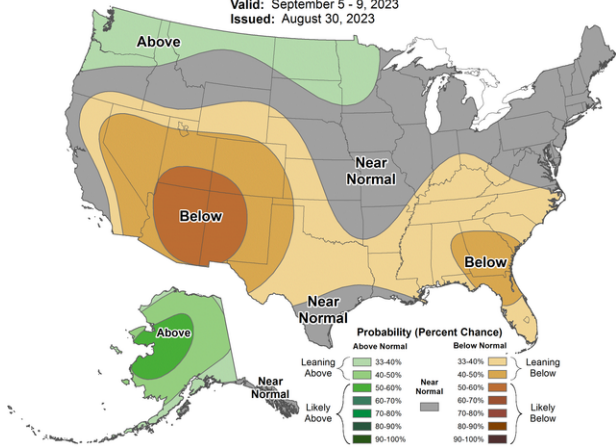 Valid: September 5 - 9, 2023
Issued: August 30, 2023
Above
Near
Normal
Below
Below
Near
Normal
Above
Near
Normal
Probability (Percent Chance)
Above Normal
Below Normal
Leaning
Above
33-40%
40-50%
Likely
Above
50-60%
60-70%
70-80%
80-90%
90-100%
Near
Normal
33-40%
40-50%
Leaning
Below
50-60%
60-70%
70-80%
80-90%
90-100%
Likely
Below